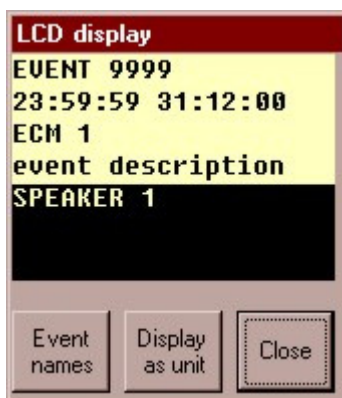 LCD display
EVENT 9999
23:59:59 31:12:00
ECM 1
event description
SPEAKER 1
Event names
Display as unit
Close